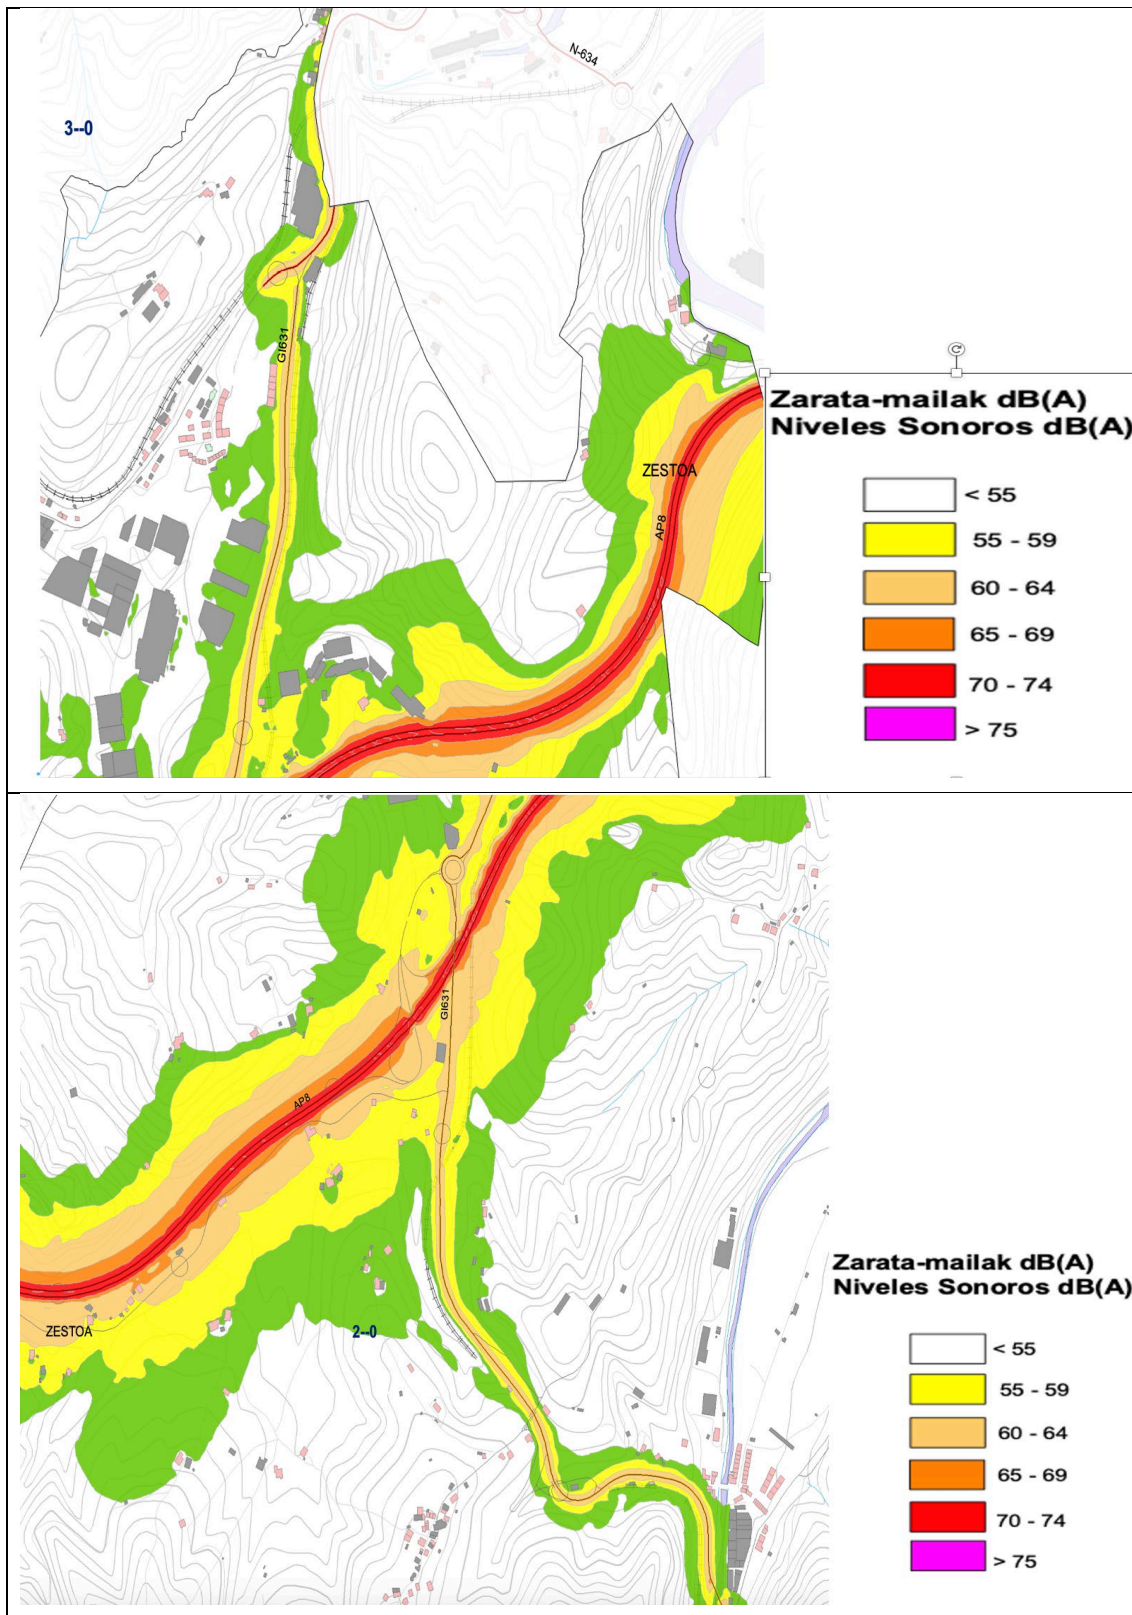 N-634
3--0
GI631
ZESTOA
AP8
Zarata-mailak dB(A)
Niveles Sonoros dB(A)
< 55
55 - 59
60 - 64
65 - 69
70 - 74
> 75
GI631
AP8
ZESTOA
2--0
Zarata-mailak dB(A)
Niveles Sonoros dB(A)
< 55
55 - 59
60 - 64
65 - 69
70 - 74
> 75